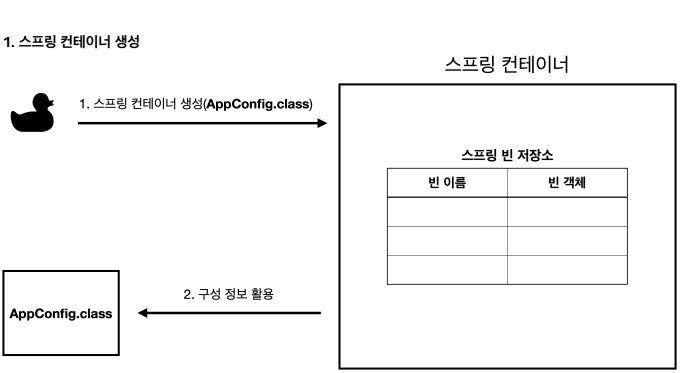 1. 스프링 컨테이너 생성
스프링 컨테이너
1. 스프링 컨테이너 생성(AppConfig.class)
스프링 빈 저장소
빈 이름
빈 객체
2. 구성 정보 활용
AppConfig.class